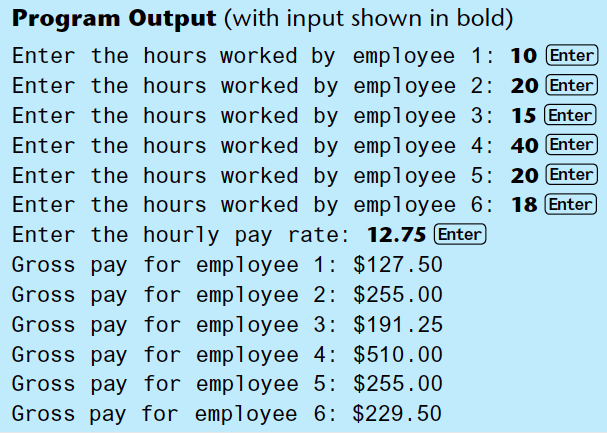 Program Output (with input shown in bold)
Enter the hours worked by employee 1: 10 Enter
Enter the hours worked by employee 2: 20 Enter
Enter the hours worked by employee 3: 15 Enter
Enter the hours worked by employee 4: 40 Enter
Enter the hours worked by employee 5: 20 Enter
Enter the hours worked by employee 6: 18 Enter
Enter the hourly pay rate: 12.75 Enter
Gross pay for employee 1: $127.50
Gross pay for employee 2: $255.00
Gross pay for employee 3: $191.25
Gross pay for employee 4: $510.00
Gross pay for employee 5: $255.00
Gross pay for employee 6: $229.50